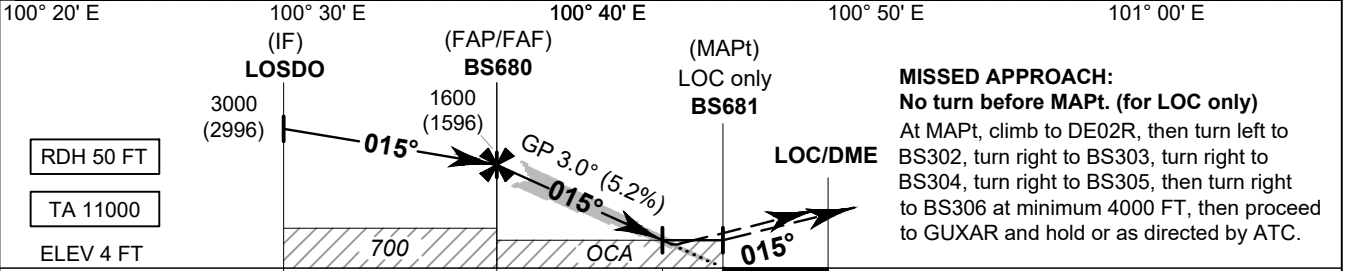 100° 20' E 100° 30' E 100° 40' E 100° 50' E 101° 00' E
(IF)
LOSDO
(FAP/FAF)
BS680
(MAPt)
LOC only
BS681
3000
(2996)
1600
(1596)
015°
GP 3.0° (5.2%)
015°
LOC/DME
015°
RDH 50 FT
TA 11000
ELEV 4 FT
700
OCA
MISSED APPROACH:
No turn before MAPt. (for LOC only)
At MAPt, climb to DE02R, then turn left to
BS302, turn right to BS303, turn right to
BS304, turn right to BS305, then turn right
to BS306 at minimum 4000 FT, then proceed
to GUXAR and hold or as directed by ATC.